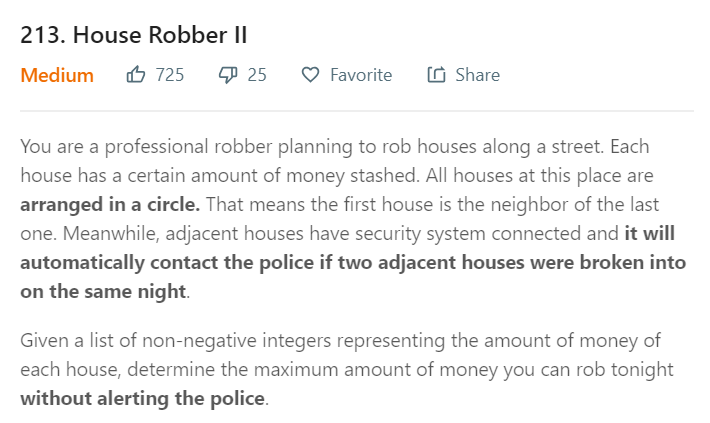 213. House Robber II
Medium 725 25 Favorite Share
You are a professional robber planning to rob houses along a street. Each
house has a certain amount of money stashed. All houses at this place are
arranged in a circle. That means the first house is the neighbor of the last
one. Meanwhile, adjacent houses have security system connected and it will
automatically contact the police if two adjacent houses were broken into
on the same night.
Given a list of non-negative integers representing the amount of money of
each house, determine the maximum amount of money you can rob tonight
without alerting the police.